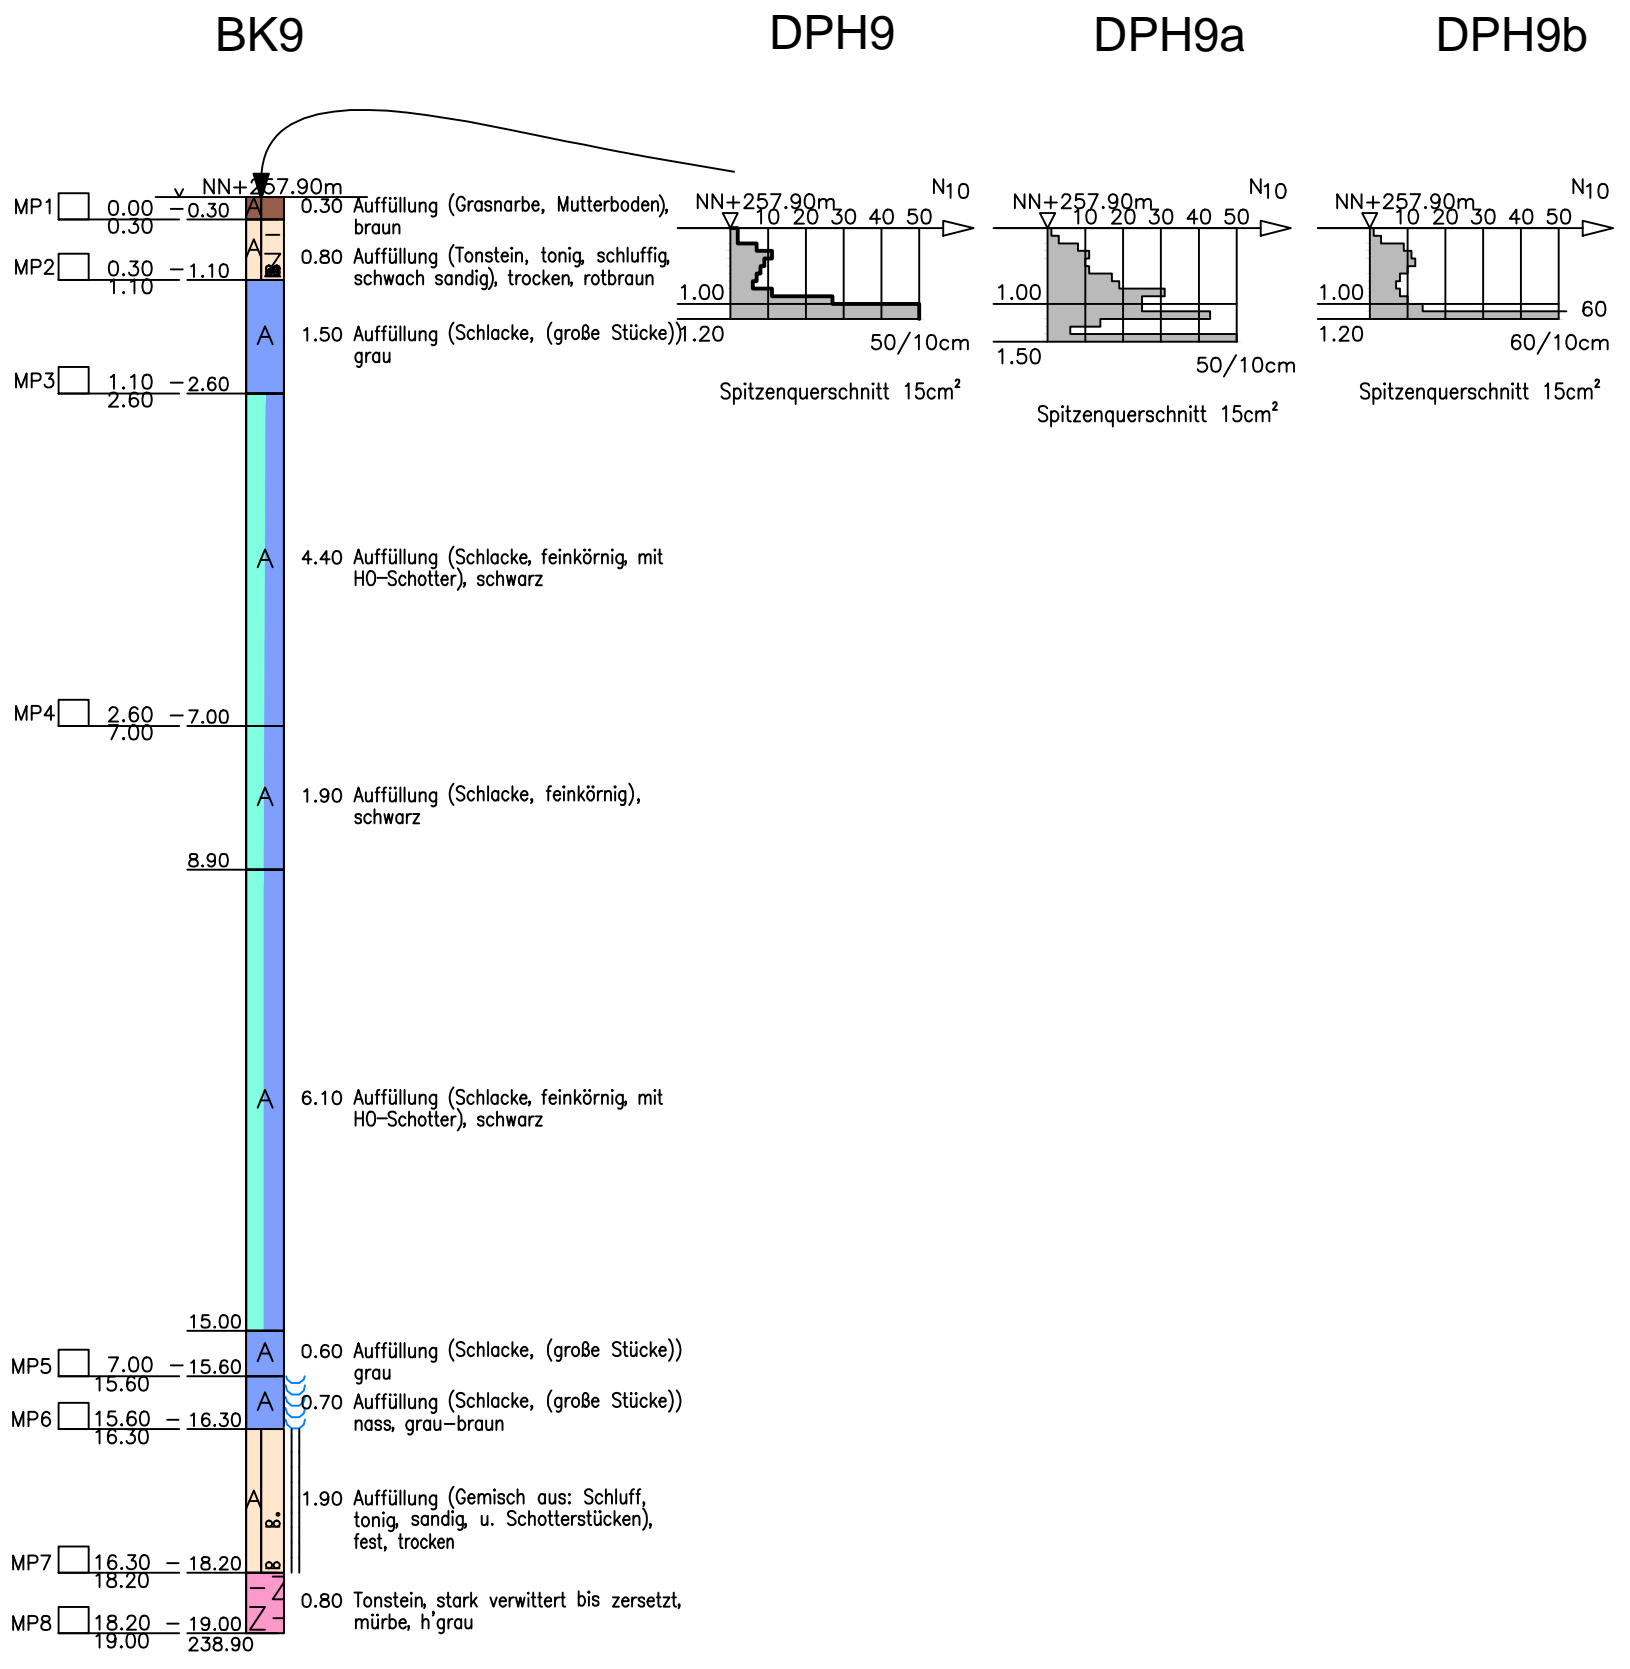 BK9 DPH9 DPH9a DPH9b
NN+257.90m
MP1 0.00 - 0.30
0.30
0.30 Auffüllung (Grasnarbe, Mutterboden),
braun
A
MP2 0.30 - 1.10
1.10
0.80 Auffüllung (Tonstein, tonig, schluffig,
schwach sandig), trocken, rotbraun
A Z
A
1.50 Auffüllung (Schlacke, (große Stücke))
grau
MP3 1.10 - 2.60
2.60
A
4.40 Auffüllung (Schlacke, feinkörnig, mit
HO-Schotter), schwarz
MP4 2.60 - 7.00
7.00
A
1.90 Auffüllung (Schlacke, feinkörnig),
schwarz
8.90
A
6.10 Auffüllung (Schlacke, feinkörnig, mit
HO-Schotter), schwarz
15.00
A
0.60 Auffüllung (Schlacke, (große Stücke))
grau
MP5 7.00 - 15.60
15.60
A
0.70 Auffüllung (Schlacke, (große Stücke))
nass, grau-braun
MP6 15.60 - 16.30
16.30
A
1.90 Auffüllung (Gemisch aus: Schluff,
tonig, sandig, u. Schotterstücken),
fest, trocken
MP7 16.30 - 18.20
18.20
Z
0.80 Tonstein, stark verwittert bis zersetzt,
mürbe, h'grau
Z
MP8 18.20 - 19.00
19.00 238.90
N10
NN+257.90m
10 20 30 40 50
1.00
1.20
50/10cm
Spitzenquerschnitt 15cm²
N10
NN+257.90m
10 20 30 40 50
1.00
1.50
50/10cm
Spitzenquerschnitt 15cm²
N10
NN+257.90m
10 20 30 40 50
1.00
60
1.20
60/10cm
Spitzenquerschnitt 15cm²